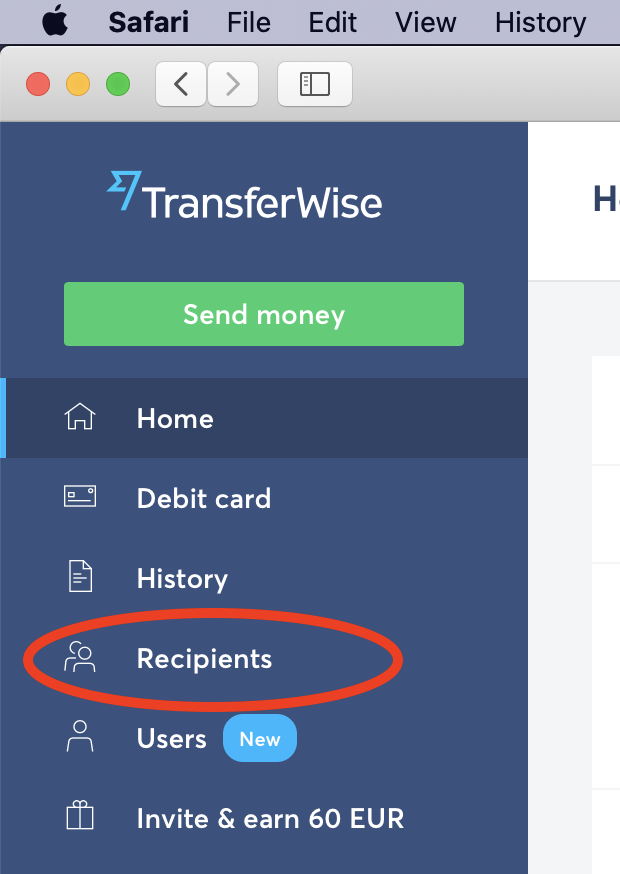 Safari File Edit View History
TransferWise
Send money
Home
Debit card
History
Recipients
Users New
Invite & earn 60 EUR